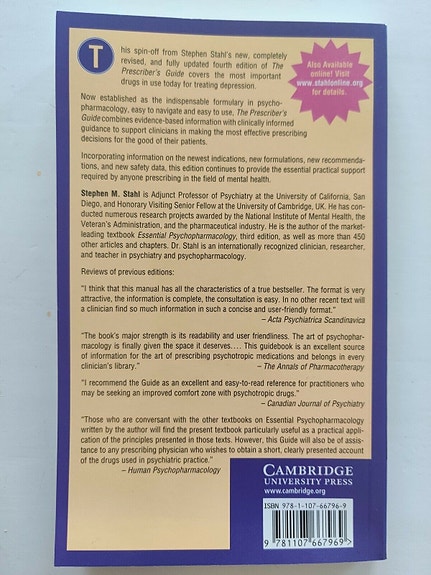 This spin-off from Stephen Stahl's new, completely
revised, and fully updated fourth edition of The
Prescriber's Guide covers the most important
drugs in use today for treating depression.
Also Available
online! Visit
www.stahlonline.org
for details.
Now established as the indispensable formulary in psycho-
pharmacology, easy to navigate and easy to use, The Prescriber's
Guide combines evidence-based information with clinically informed
guidance to support clinicians in making the most effective prescribing
decisions for the good of their patients.
Incorporating information on the newest indications, new formulations, new recommenda-
tions, and new safety data, this edition continues to provide the essential practical support
required by anyone prescribing in the field of mental health.
Stephen M. Stahl is Adjunct Professor of Psychiatry at the University of California, San
Diego, and Honorary Visiting Senior Fellow at the University of Cambridge, UK. He has con-
ducted numerous research projects awarded by the National Institute of Mental Health, the
Veteran's Administration, and the pharmaceutical industry. He is the author of the market-
leading textbook Essential Psychopharmacology, third edition, as well as more than 450
other articles and chapters. Dr. Stahl is an internationally recognized clinician, researcher,
and teacher in psychiatry and psychopharmacology.
Reviews of previous editions:
"I think that this manual has all the characteristics of a true bestseller. The format is very
attractive, the information is complete, the consultation is easy. In no other recent text will
a clinician find so much information in such a concise and user-friendly format."
– Acta Psychiatrica Scandinavica
"The book's major strength is its readability and user friendliness. The art of psychophar-
macology is finally given the space it deserves.... This guidebook is an excellent source
of information for the art of prescribing psychotropic medications and belongs in every
clinician's library."
– The Annals of Pharmacotherapy
"I recommend the Guide as an excellent and easy-to-read reference for practitioners who
may be seeking an improved comfort zone with psychotropic drugs."
– Canadian Journal of Psychiatry
"Those who are conversant with the other textbooks on Essential Psychopharmacology
written by the author will find the present textbook particularly useful as a practical appli-
cation of the principles presented in those texts. However, this Guide will also be of assis-
tance to any prescribing physician who wishes to obtain a short, clearly presented account
of the drugs used in psychiatric practice."
– Human Psychopharmacology
CAMBRIDGE
UNIVERSITY PRESS
www.cambridge.org
ISBN 978-1-107-66796-9
9 781107 667969 >